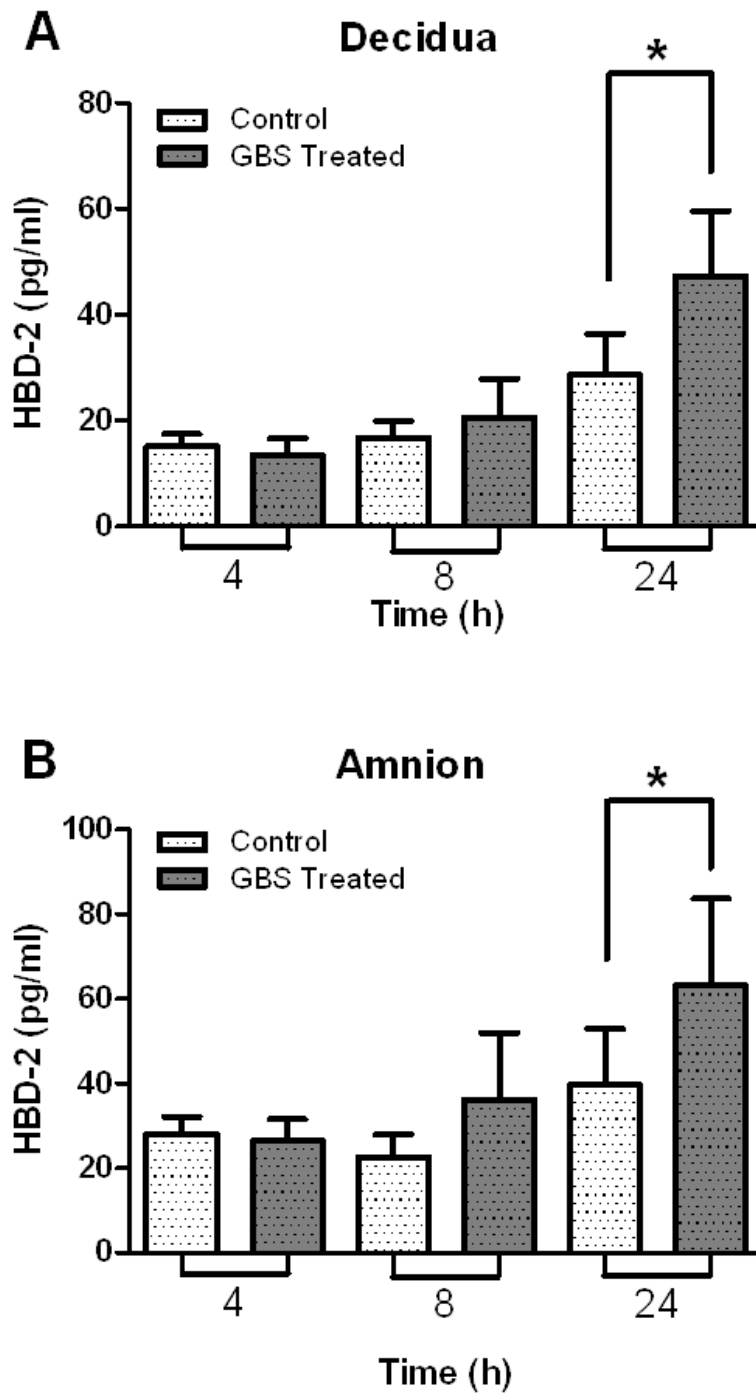 A
Decidua
*
80
60
40
20
0
HBD-2 (pg/ml)
Control
GBS Treated
4 8 24
Time (h)
B
Amnion
*
100
80
60
40
20
0
HBD-2 (pg/ml)
Control
GBS Treated
4 8 24
Time (h)